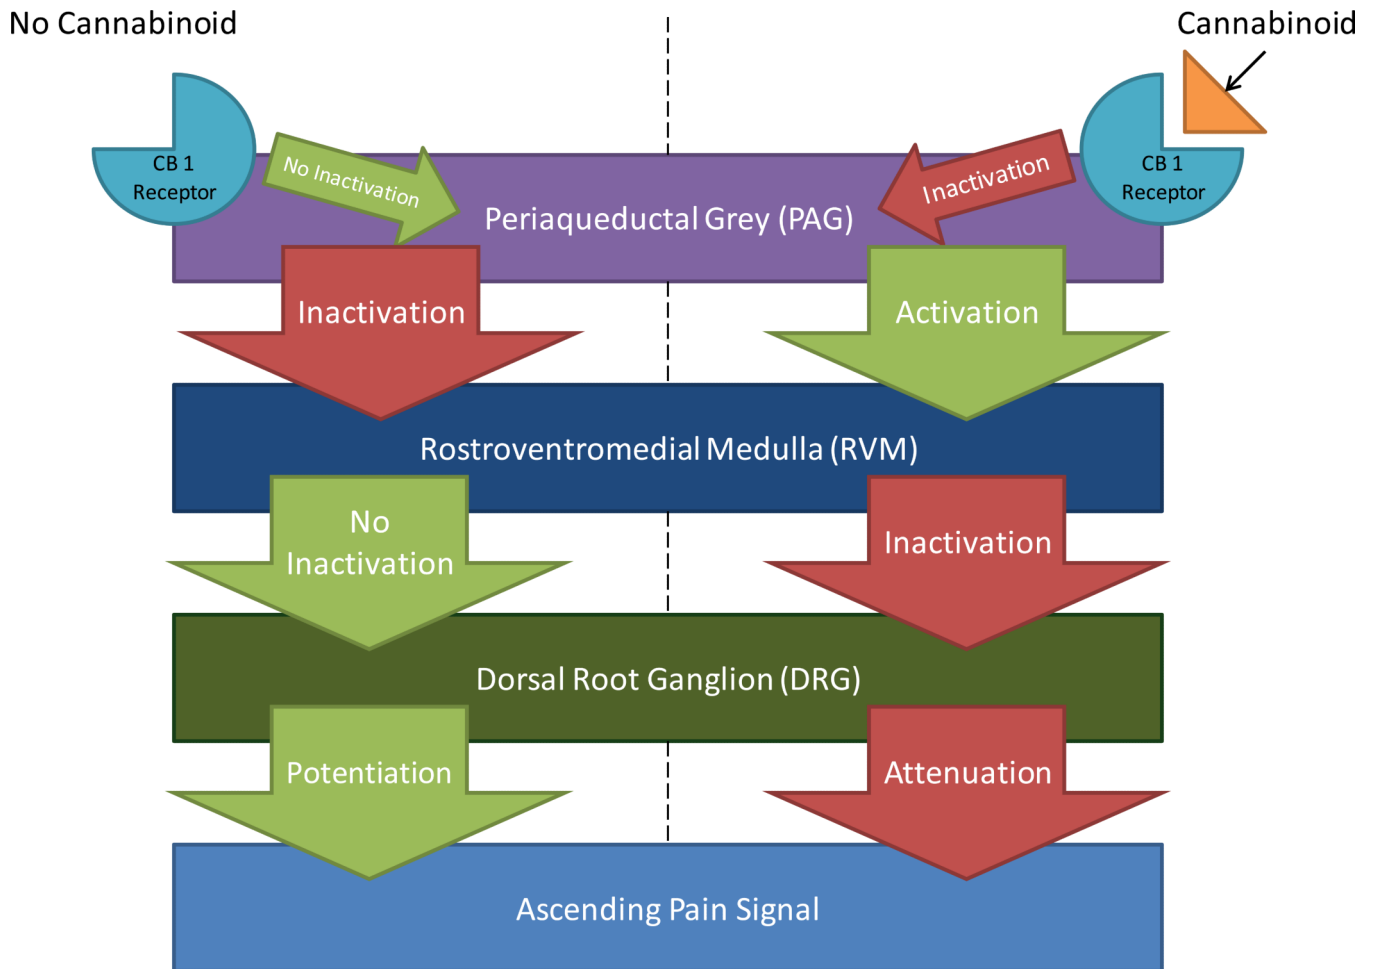 No Cannabinoid
Cannabinoid
CB 1
Receptor
No Inactivation
Inactivation
CB 1
Receptor
Periaqueductal Grey (PAG)
Inactivation
Activation
Rostroventromedial Medulla (RVM)
No
Inactivation
Inactivation
Dorsal Root Ganglion (DRG)
Potentiation
Attenuation
Ascending Pain Signal